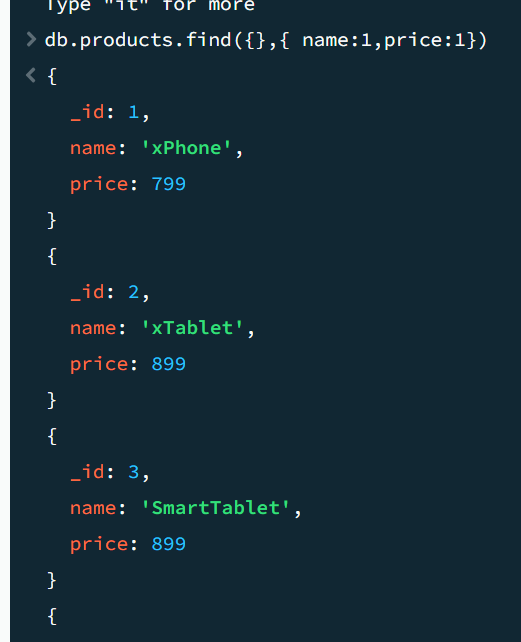 Type "it" for more
> db.products.find({},{ name:1,price:1})
< {
_id: 1,
name: 'xPhone',
price: 799
}
{
_id: 2,
name: 'xTablet',
price: 899
}
{
_id: 3,
name: 'SmartTablet',
price: 899
}
{